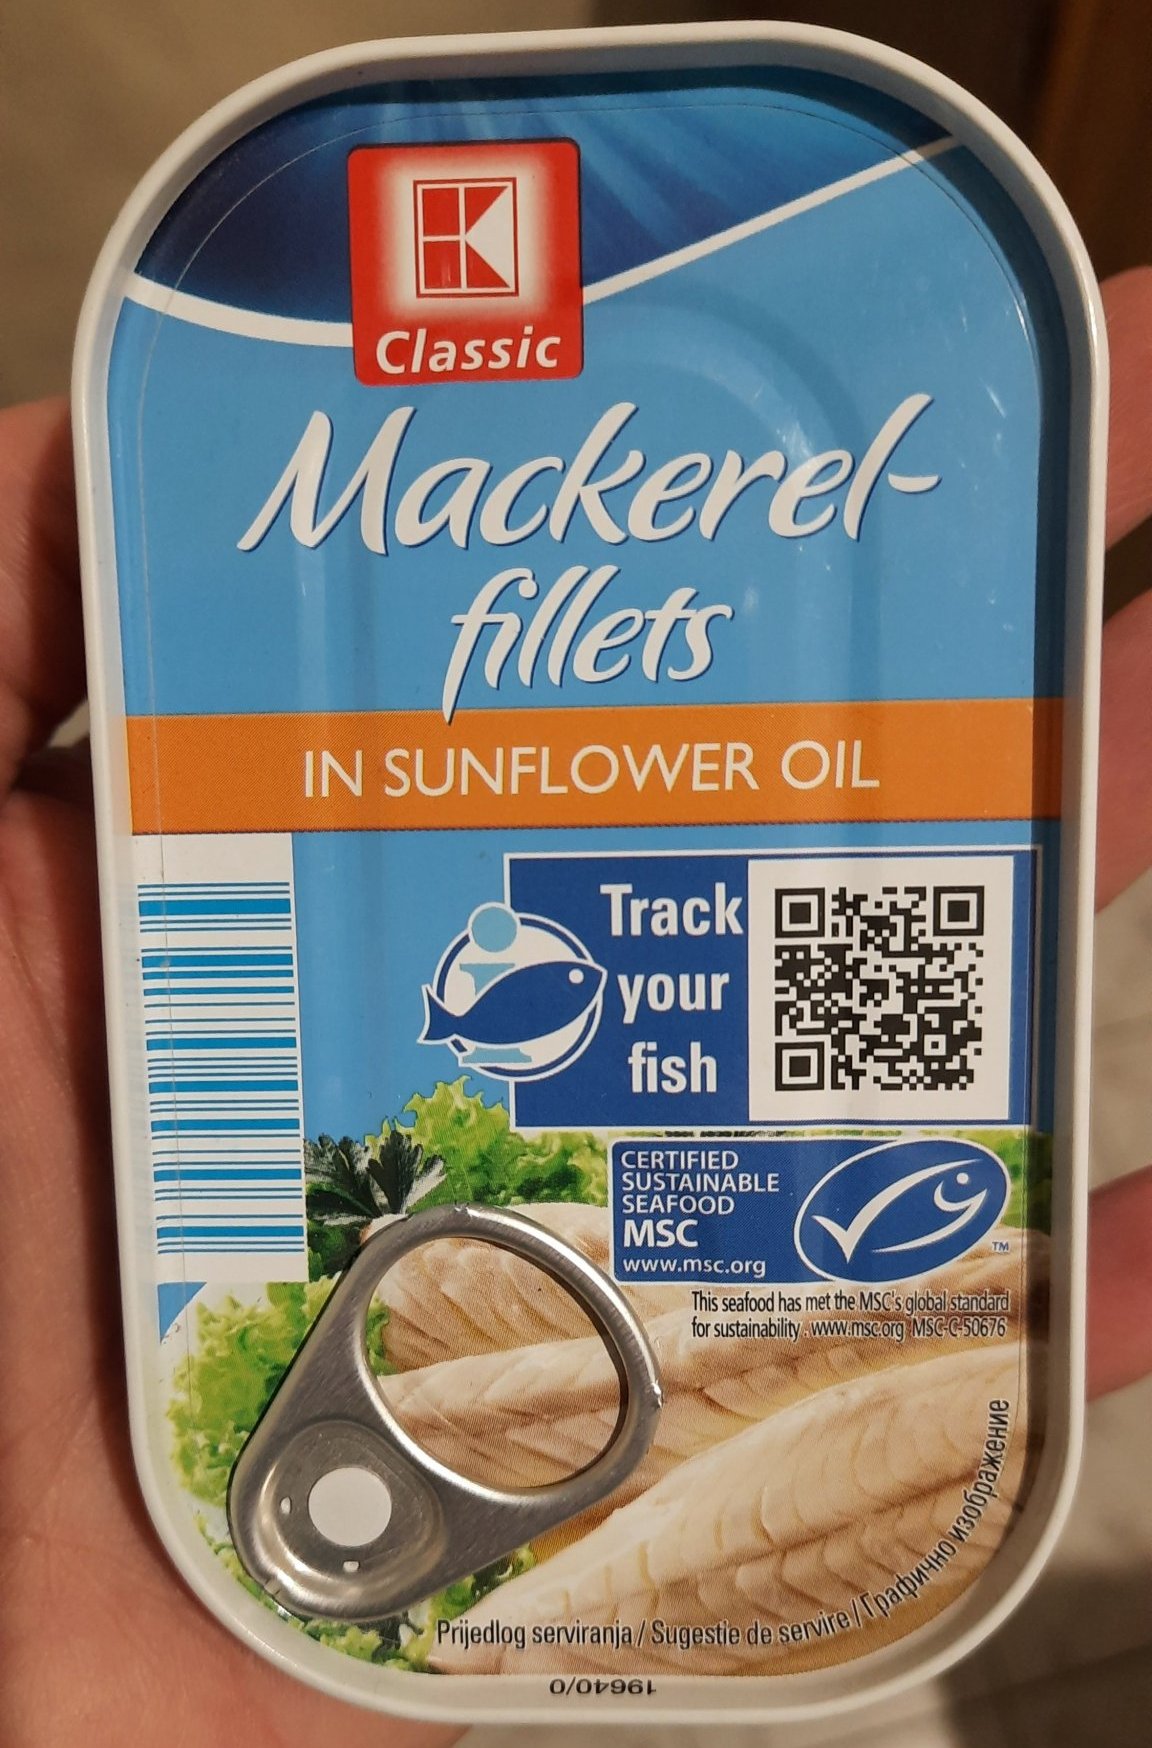 K
Classic
Mackerel-
fillets
IN SUNFLOWER OIL
Track
your
fish
CERTIFIED
SUSTAINABLE
SEAFOOD
MSC
www.msc.org
TM
This seafood has met the MSC's global standard
for sustainability . www.msc.org MSC-C-50676
Prijedlog serviranja / Sugestie de servire / Графично изображение
19640/0